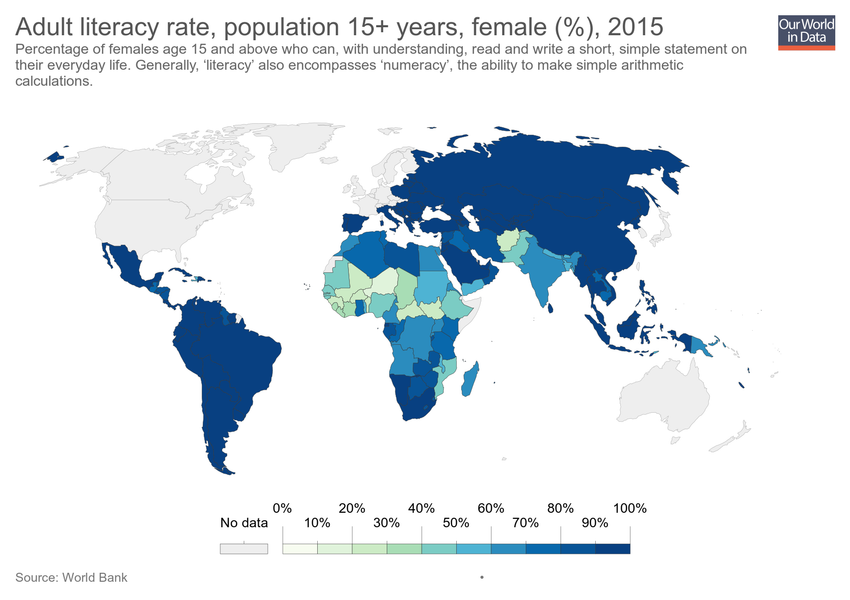 Adult literacy rate, population 15+ years, female (%), 2015
Our World
in Data
Percentage of females age 15 and above who can, with understanding, read and write a short, simple statement on
their everyday life. Generally, ‘literacy’ also encompasses ‘numeracy’, the ability to make simple arithmetic
calculations.
0% 20% 40% 60% 80% 100%
No data 10% 30% 50% 70% 90%
Source: World Bank